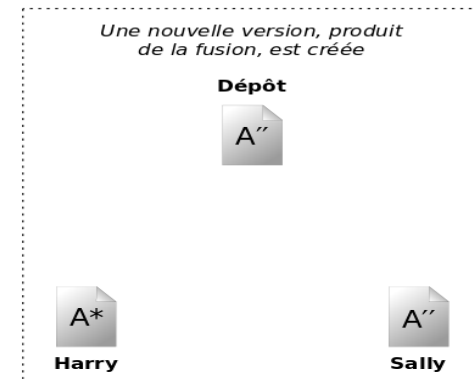 Une nouvelle version, produit
de la fusion, est créée
Dépôt
A′′
A*
A′′
Harry
Sally